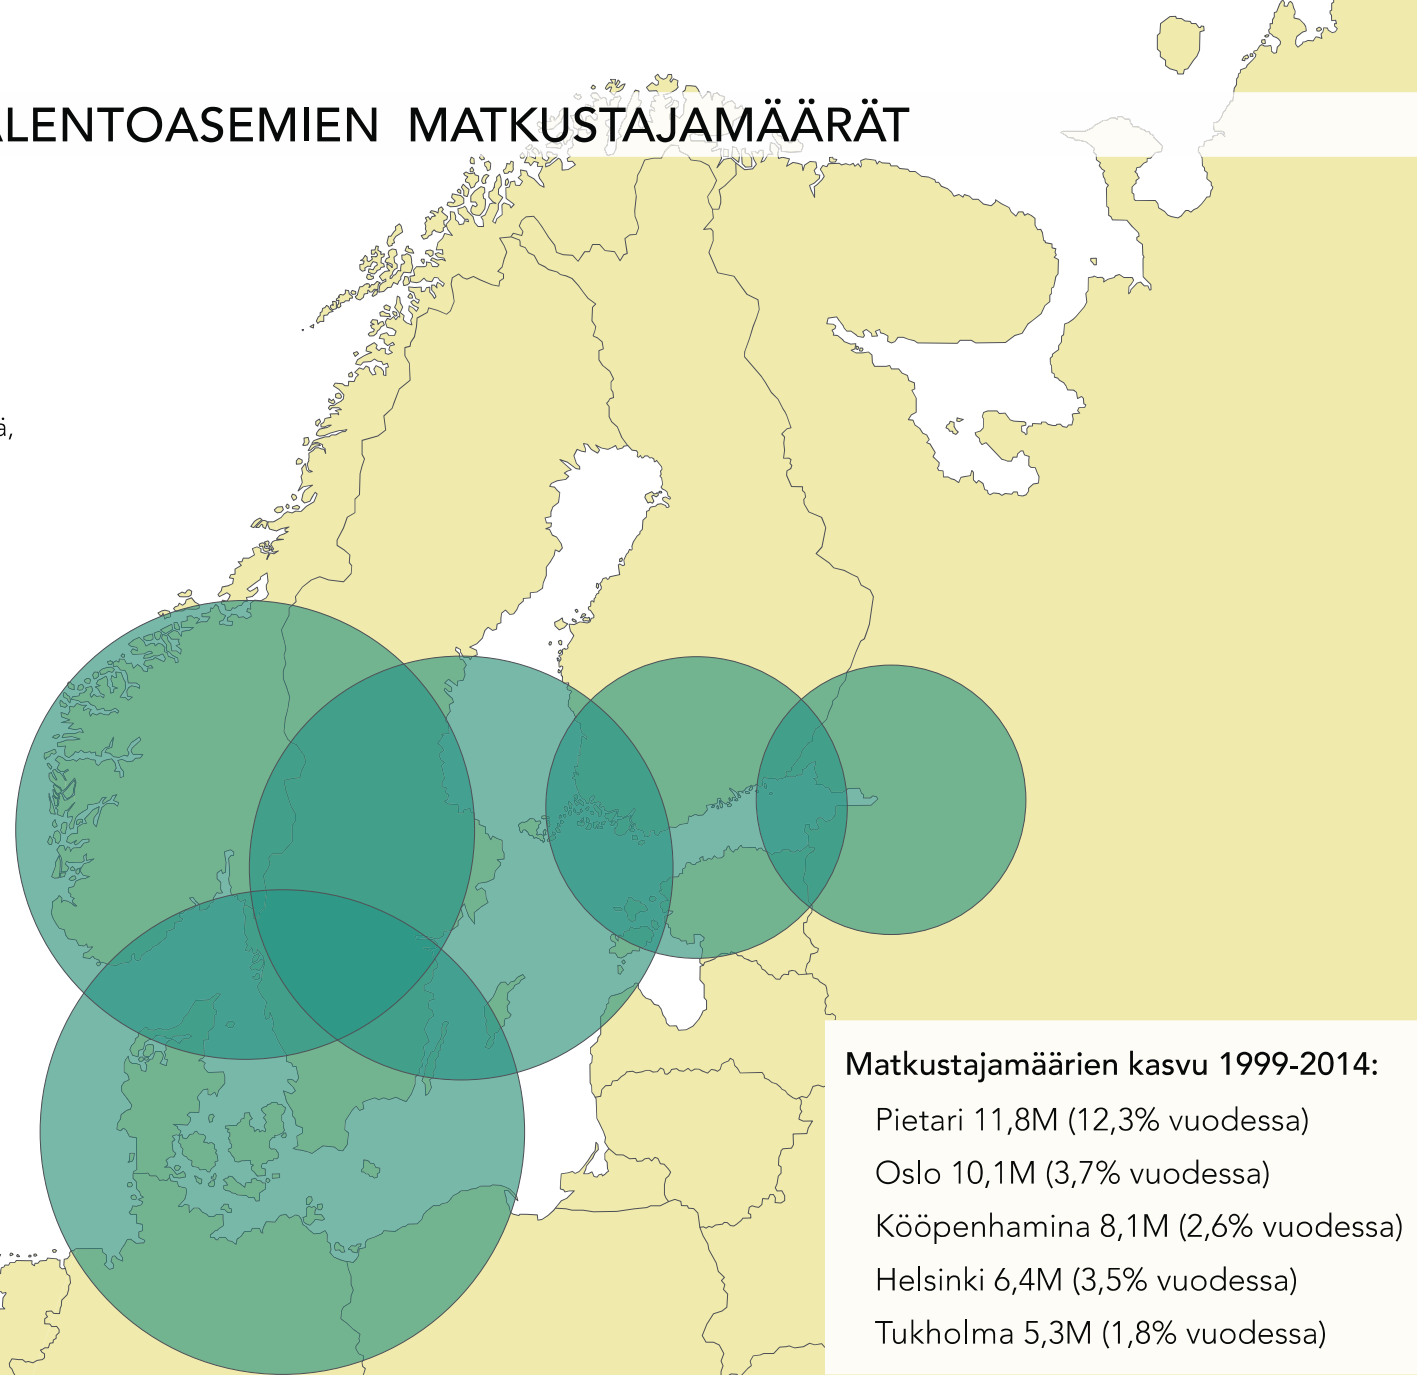 LENTOASEMIEN MATKUSTAJAMÄÄRÄT
ä,
Matkustajamäärien kasvu 1999-2014:
Pietari 11,8M (12,3% vuodessa)
Oslo 10,1M (3,7% vuodessa)
Kööpenhamina 8,1M (2,6% vuodessa)
Helsinki 6,4M (3,5% vuodessa)
Tukholma 5,3M (1,8% vuodessa)